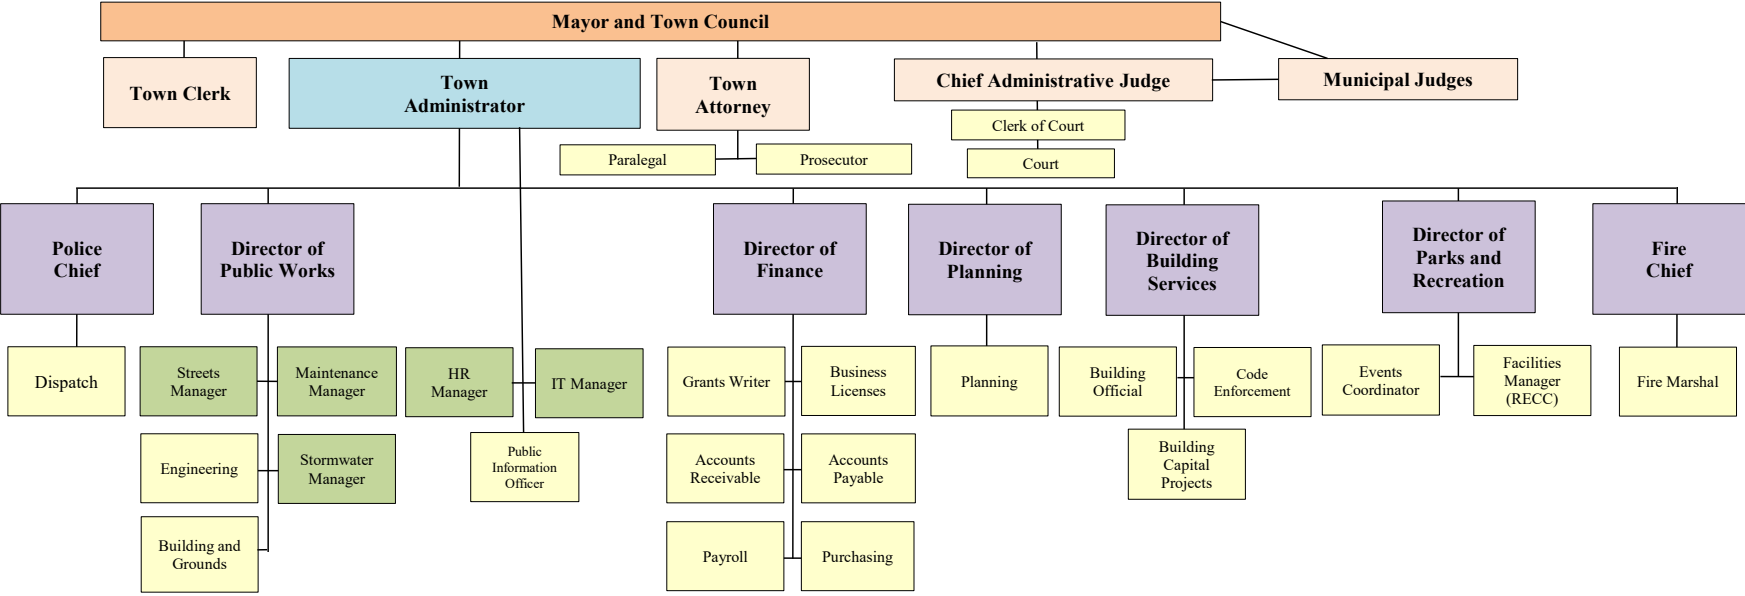 Mayor and Town Council
Town Clerk
Town
Administrator
Town
Attorney
Chief Administrative Judge
Municipal Judges
Clerk of Court
Paralegal
Prosecutor
Court
Police
Chief
Director of
Public Works
Director of
Finance
Director of
Planning
Director of
Building
Services
Director of
Parks and
Recreation
Fire
Chief
Dispatch
Streets
Manager
Maintenance
Manager
HR
Manager
IT Manager
Grants Writer
Business
Licenses
Planning
Building
Official
Code
Enforcement
Events
Coordinator
Facilities
Manager
(RECC)
Fire Marshal
Engineering
Stormwater
Manager
Public
Information
Officer
Accounts
Receivable
Accounts
Payable
Building
Capital
Projects
Building and
Grounds
Payroll
Purchasing